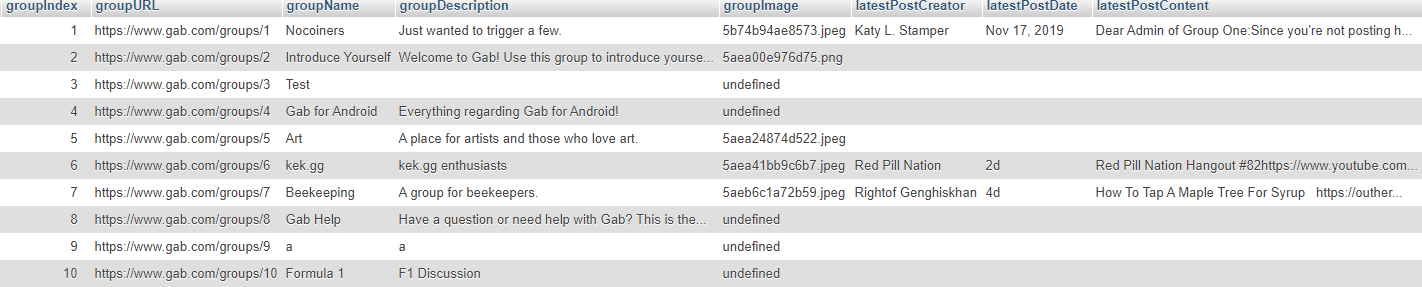 groupIndex groupURL groupName groupDescription groupImage latestPostCreator latestPostDate latestPostContent
1 https://www.gab.com/groups/1 Nocoiners Just wanted to trigger a few. 5b74b94ae8573.jpeg Katy L. Stamper Nov 17, 2019 Dear Admin of Group One:Since you're not posting h...
2 https://www.gab.com/groups/2 Introduce Yourself Welcome to Gab! Use this group to introduce yourse... 5aea00e976d75.png
3 https://www.gab.com/groups/3 Test undefined
4 https://www.gab.com/groups/4 Gab for Android Everything regarding Gab for Android! undefined
5 https://www.gab.com/groups/5 Art A place for artists and those who love art. 5aea24874d522.jpeg
6 https://www.gab.com/groups/6 kek.gg kek.gg enthusiasts 5aea41bb9c6b7.jpeg Red Pill Nation 2d Red Pill Nation Hangout #82https://www.youtube.com...
7 https://www.gab.com/groups/7 Beekeeping A group for beekeepers. 5aeb6c1a72b59.jpeg Rightof Genghiskhan 4d How To Tap A Maple Tree For Syrup https://outher...
8 https://www.gab.com/groups/8 Gab Help Have a question or need help with Gab? This is the... undefined
9 https://www.gab.com/groups/9 a a undefined
10 https://www.gab.com/groups/10 Formula 1 F1 Discussion undefined